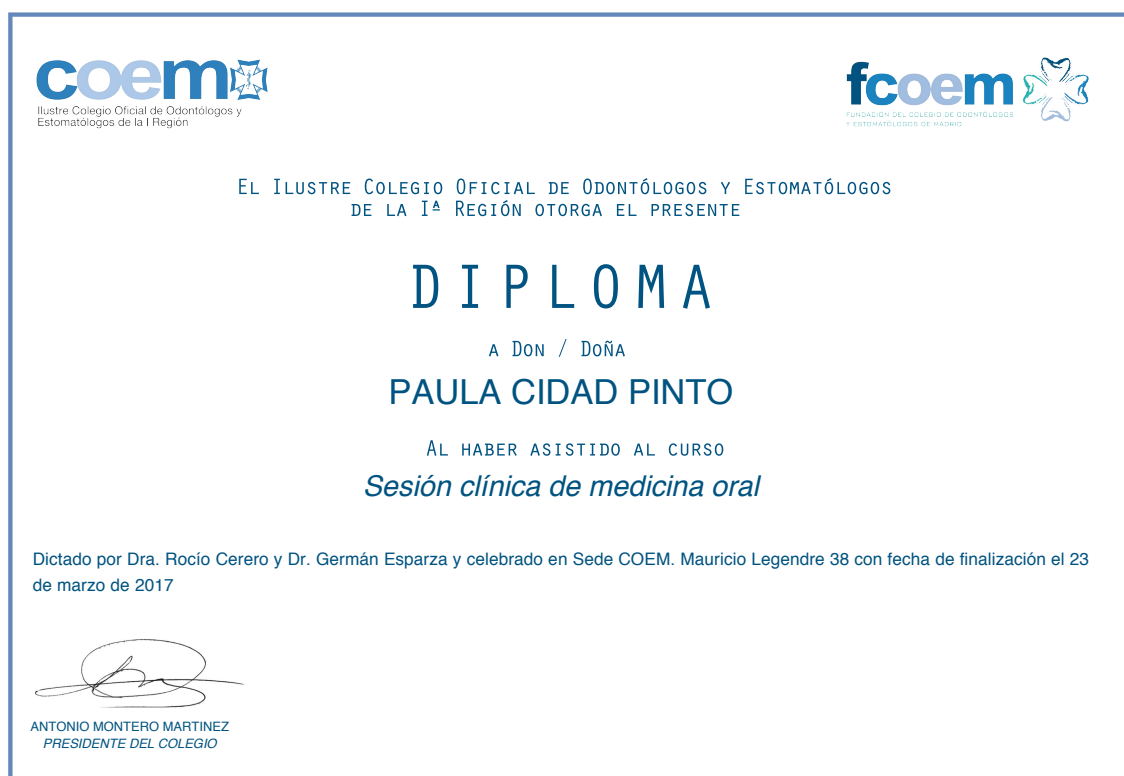 coem
Ilustre Colegio Oficial de Odontólogos y
Estomatólogos de la I Región
fcoem
FUNDACIÓN DEL COLEGIO DE ODONTÓLOGOS
Y ESTOMATÓLOGOS DE MADRID
El Ilustre Colegio Oficial de Odontólogos y Estomatólogos
de la Iª Región otorga el presente
DIPLOMA
a Don / Doña
PAULA CIDAD PINTO
Al haber asistido al curso
Sesión clínica de medicina oral
Dictado por Dra. Rocío Cerero y Dr. Germán Esparza y celebrado en Sede COEM. Mauricio Legendre 38 con fecha de finalización el 23
de marzo de 2017
ANTONIO MONTERO MARTINEZ
PRESIDENTE DEL COLEGIO